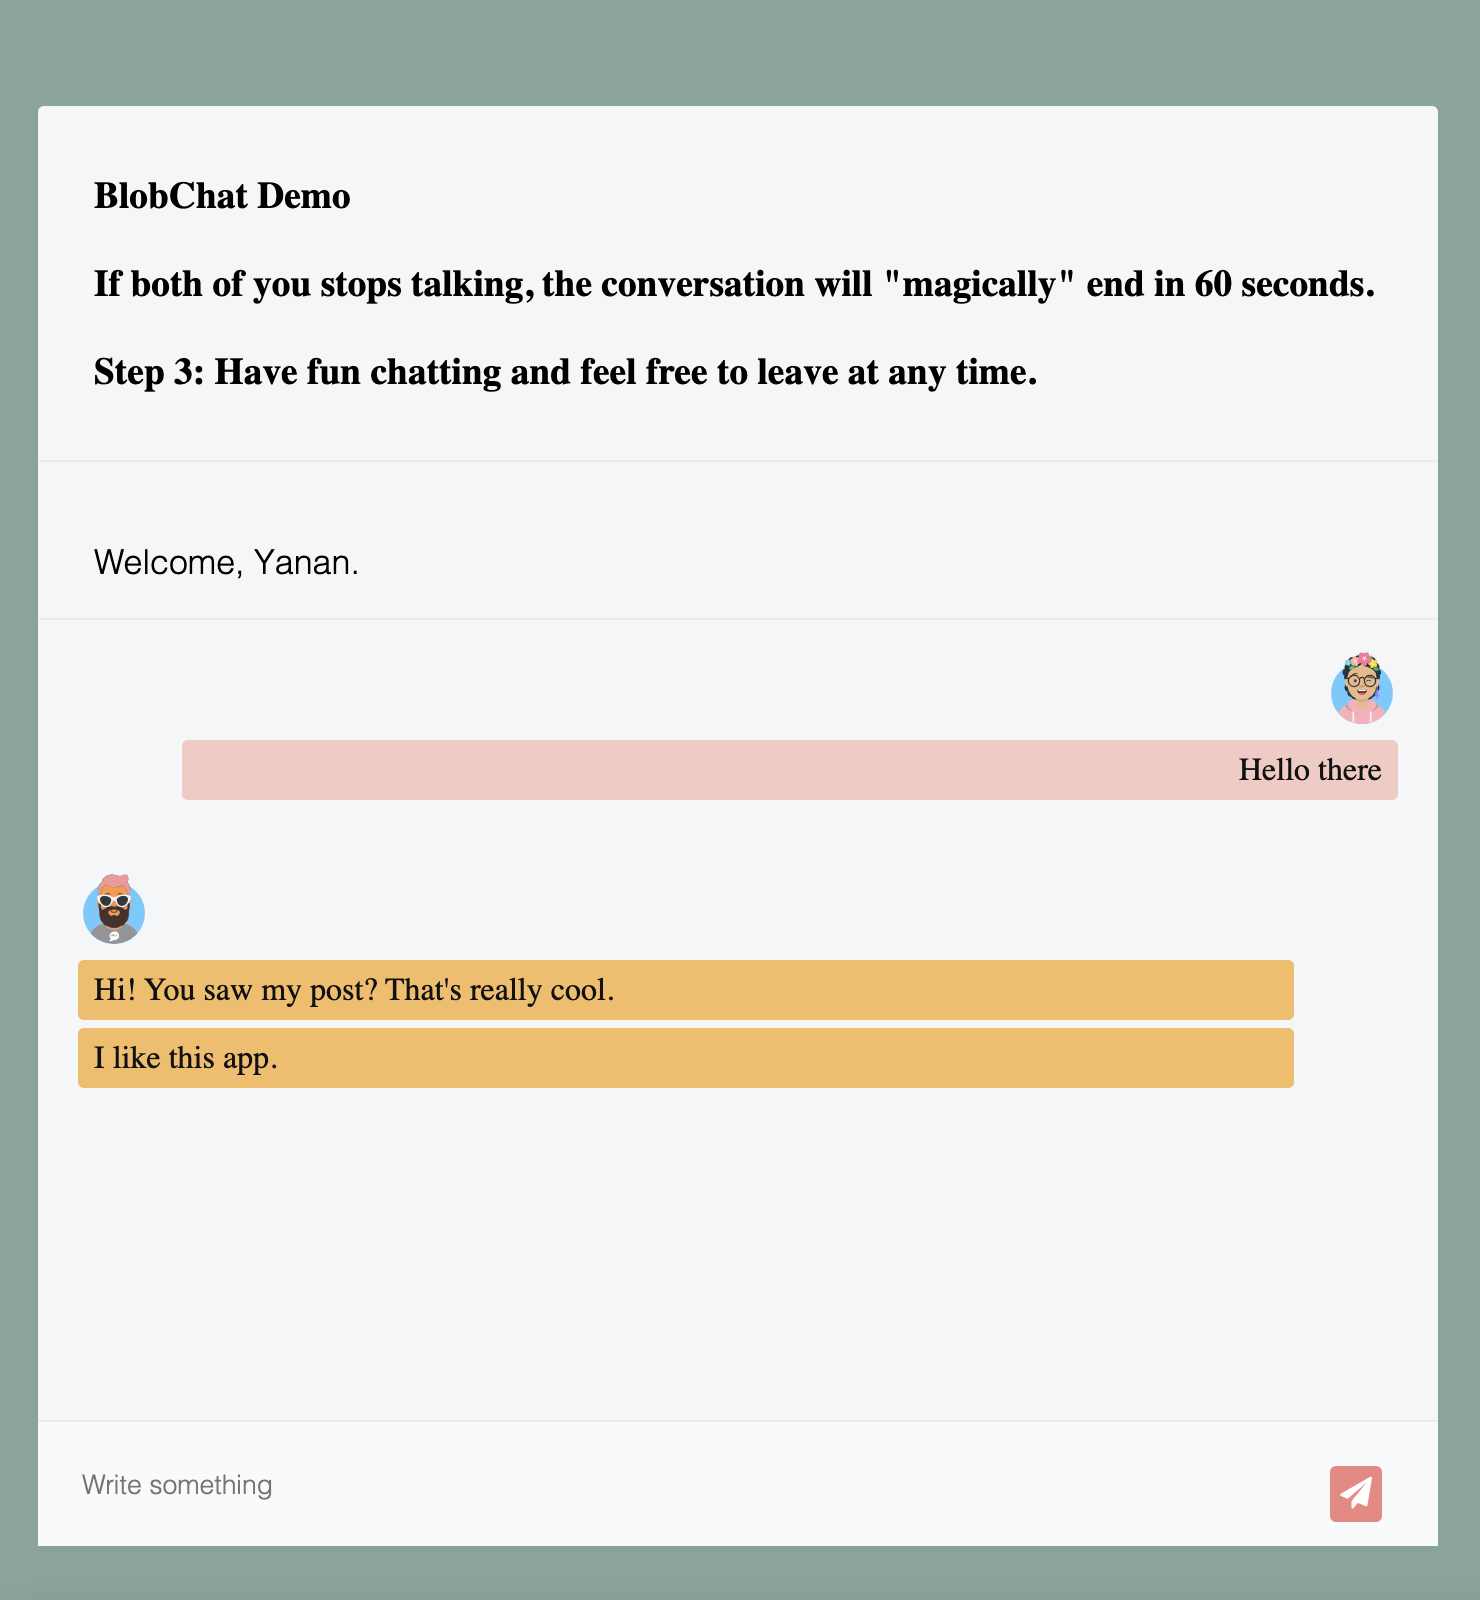 BlobChat Demo
If both of you stops talking, the conversation will "magically" end in 60 seconds.
Step 3: Have fun chatting and feel free to leave at any time.
Welcome, Yanan.
Hello there
Hi! You saw my post? That's really cool.
I like this app.
Write something